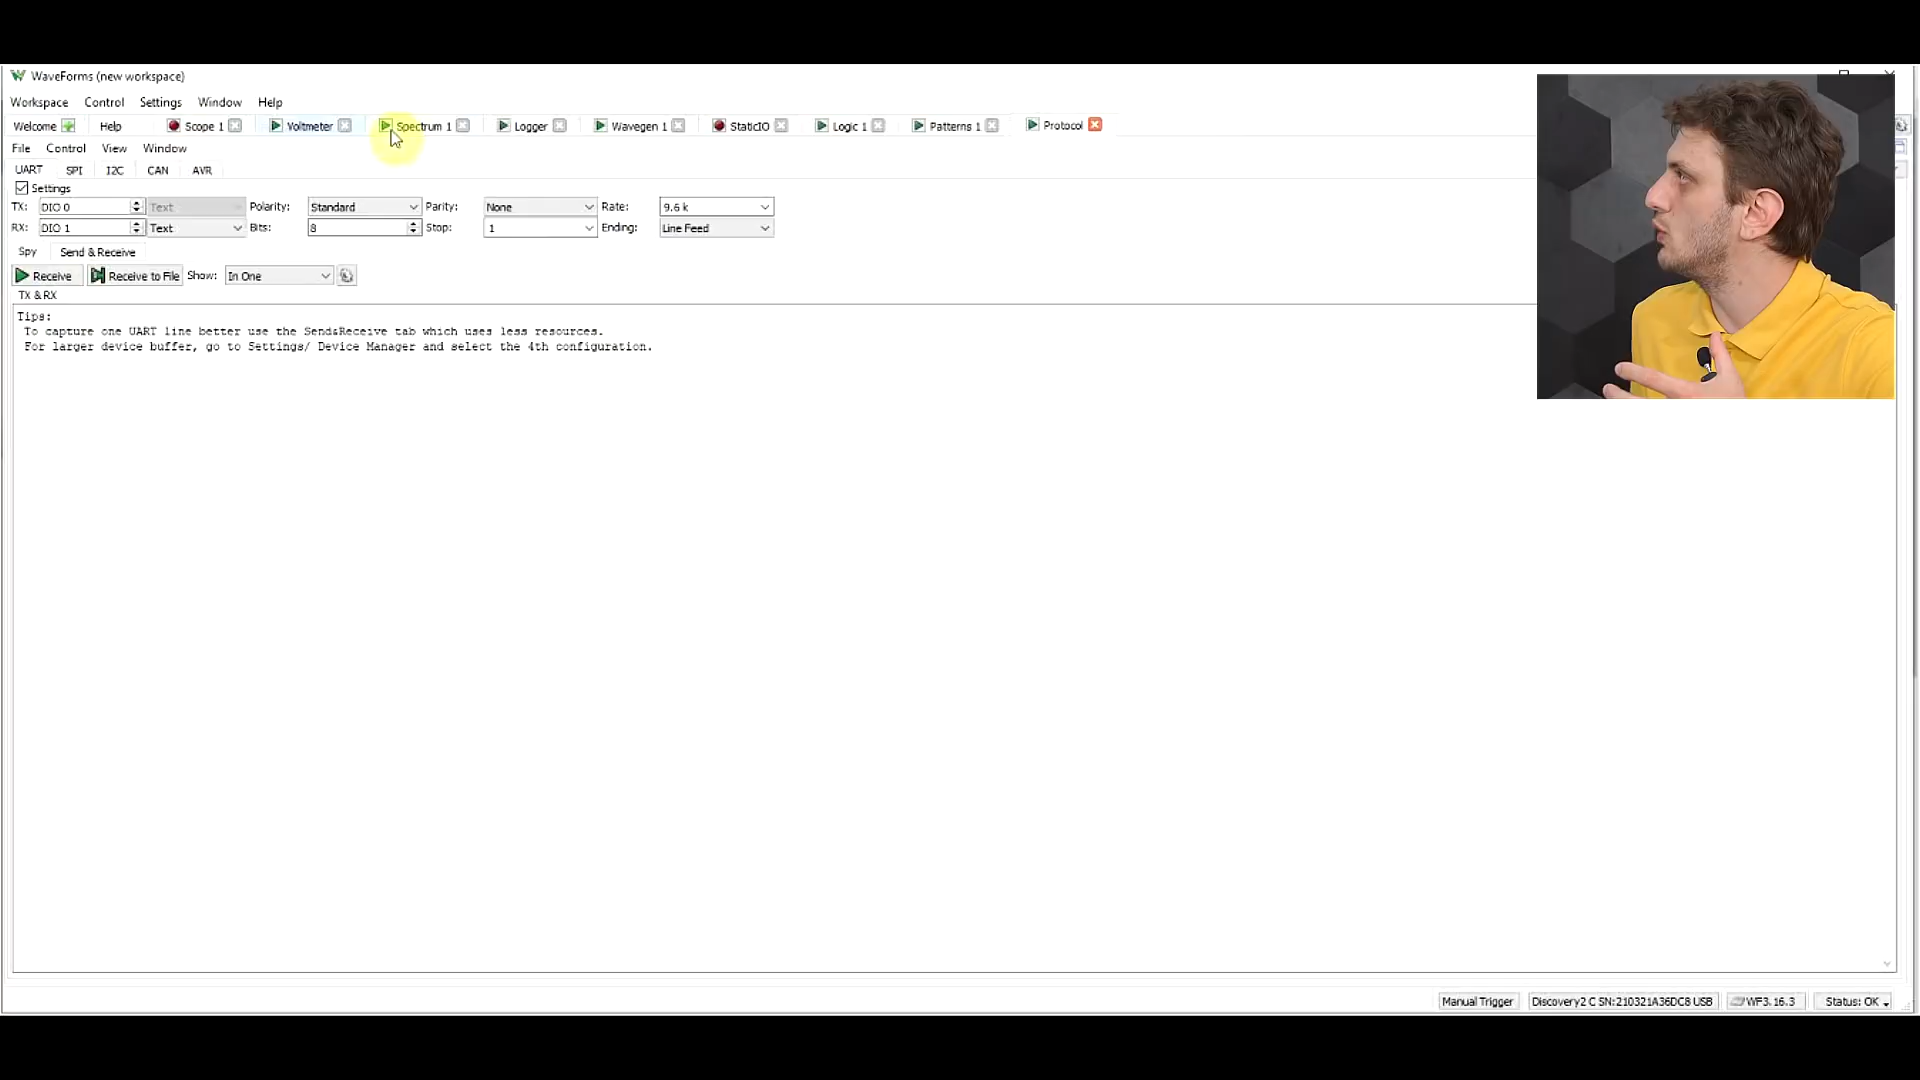 WaveForms (new workspace)
Workspace Control Settings Window Help
Welcome Help Scope 1 Voltmeter Spectrum 1 Logger Wavegen 1 StaticIO Logic 1 Patterns 1 Protocol
File Control View Window
UART SPI I2C CAN AVR
Settings
TX: DIO 0 Text Polarity: Standard Parity: None Rate: 9.6 k
RX: DIO 1 Text Bits: 8 Stop: 1 Ending: Line Feed
Spy Send & Receive
Receive Receive to File Show: In One
TX & RX
Tips:
To capture one UART line better use the Send&Receive tab which uses less resources.
For larger device buffer, go to Settings/ Device Manager and select the 4th configuration.
Manual Trigger Discovery2 C SN:210321A36DC8 USB WF3.16.3 Status: OK